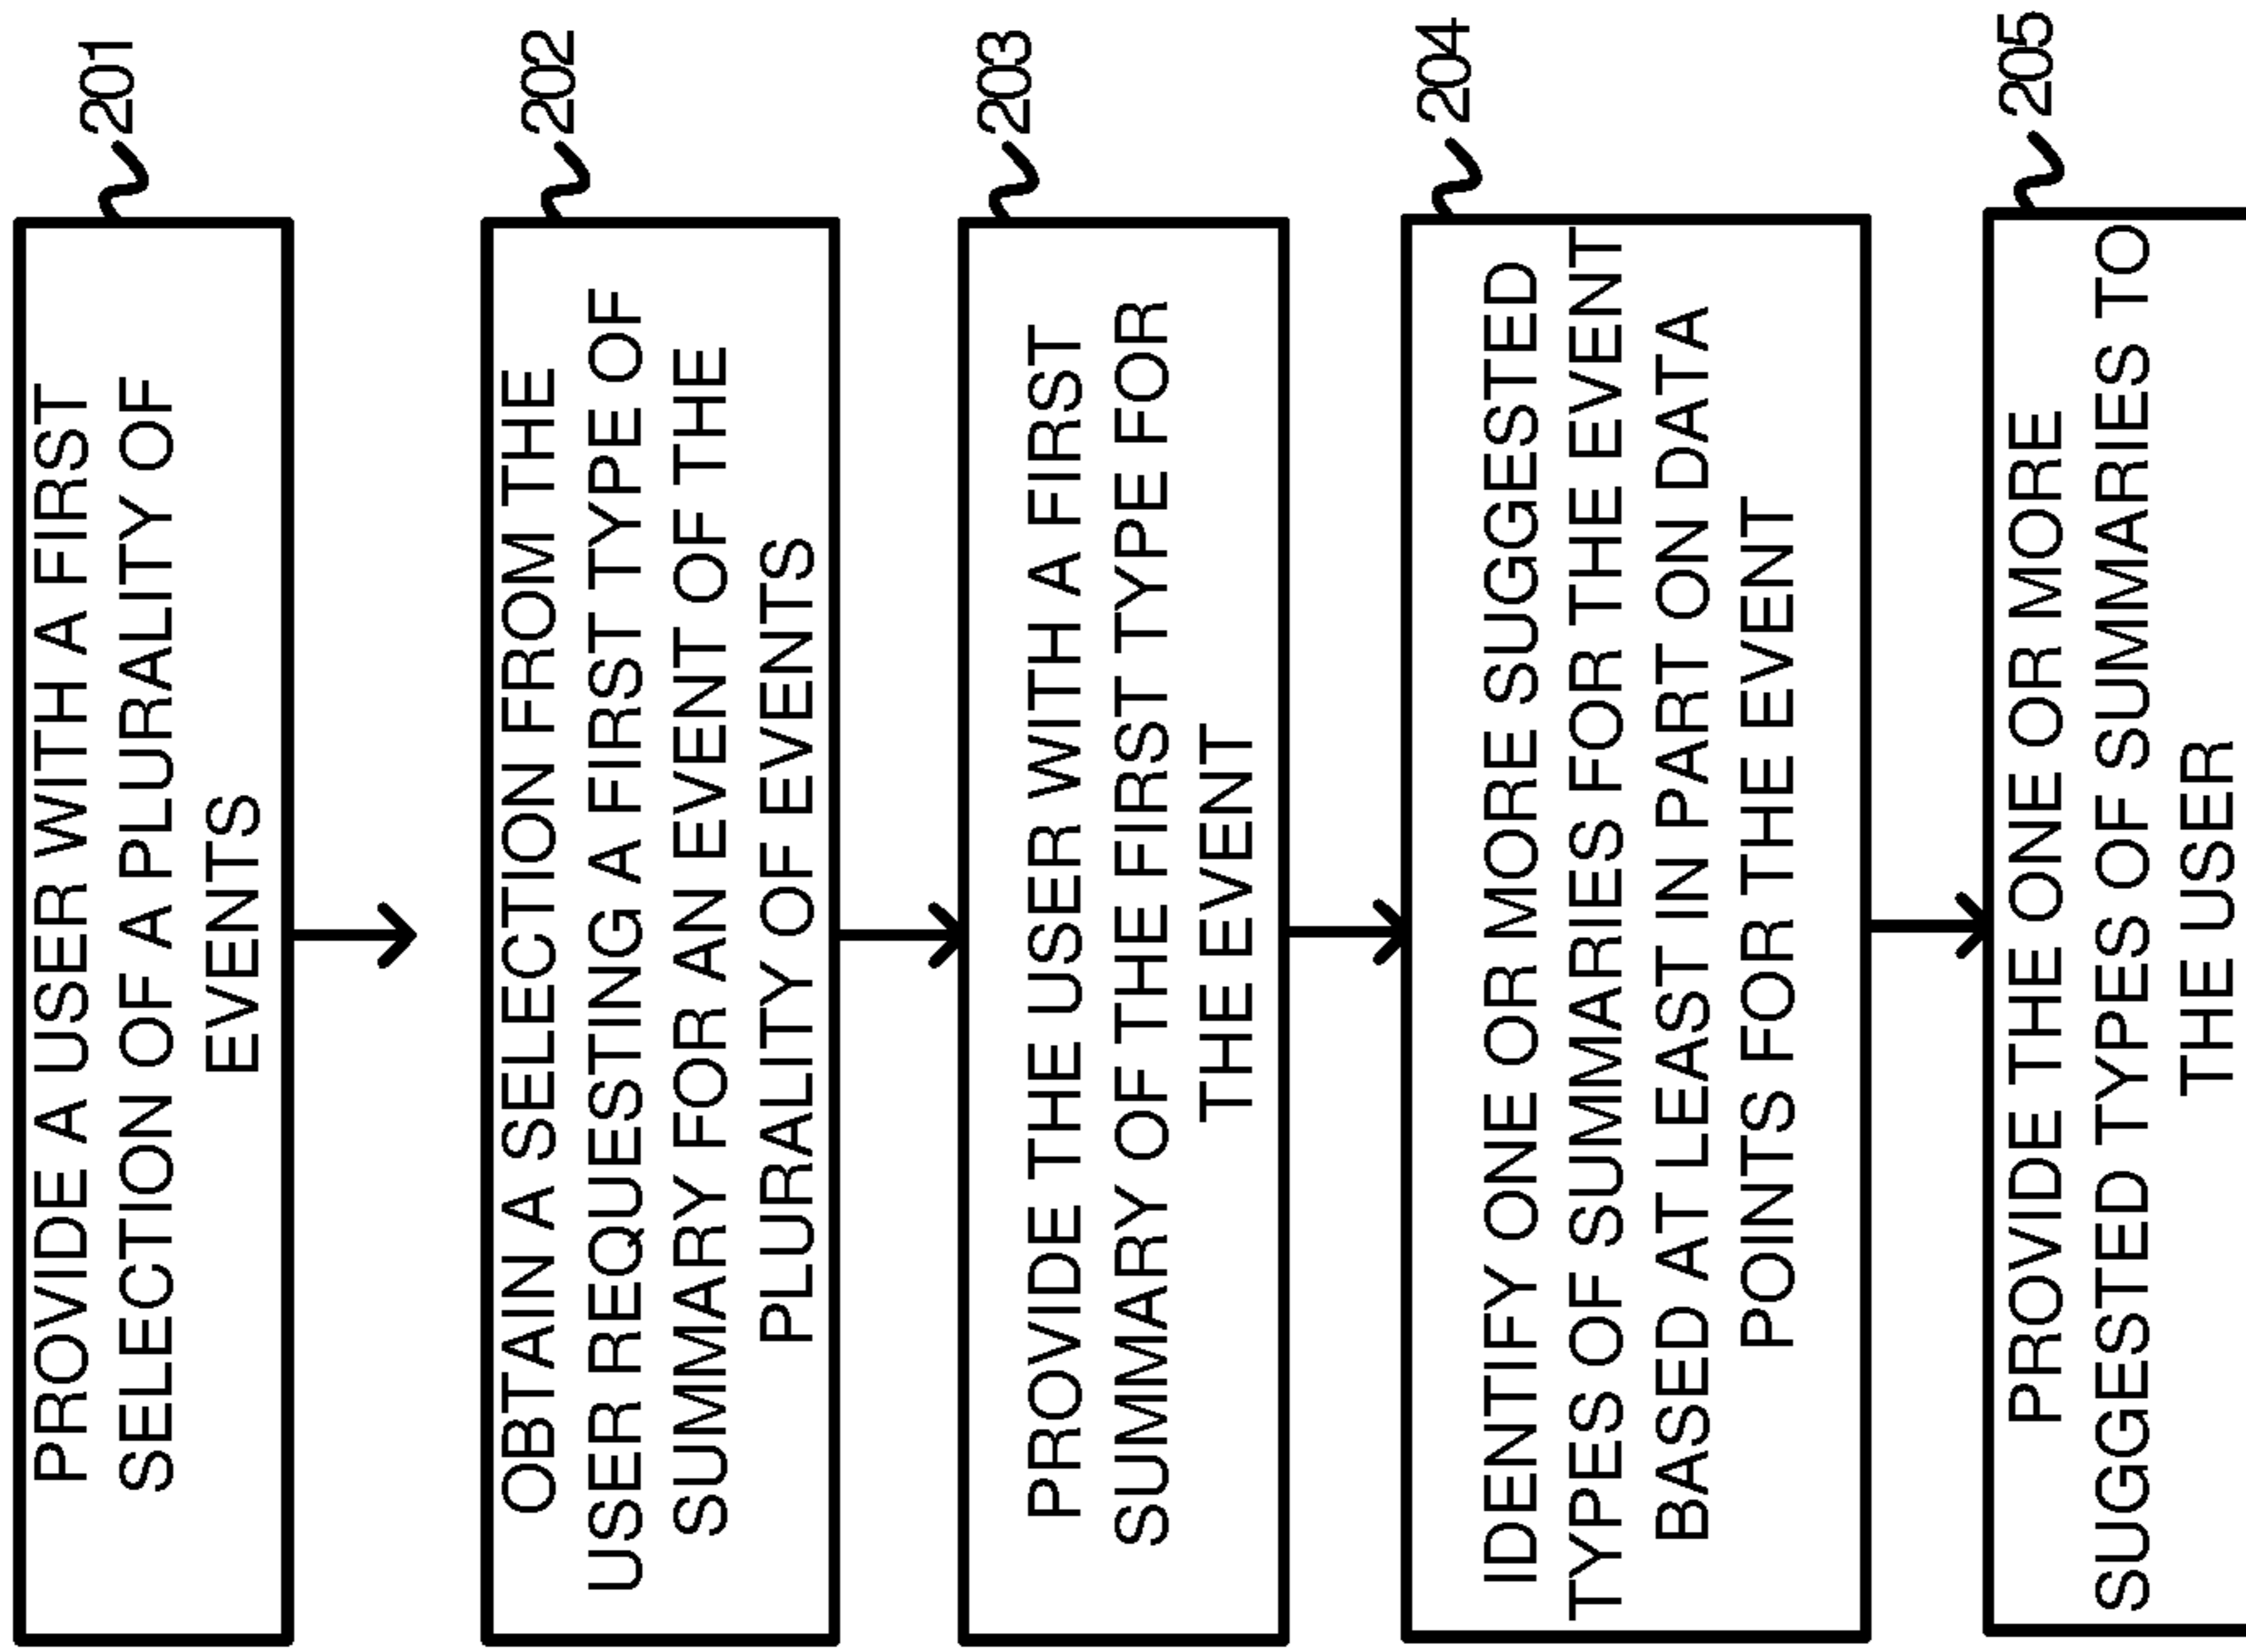 PROVIDE A USER WITH A FIRST
SELECTION OF A PLURALITY OF
EVENTS
201
OBTAIN A SELECTION FROM THE
USER REQUESTING A FIRST TYPE OF
SUMMARY FOR AN EVENT OF THE
PLURALITY OF EVENTS
202
PROVIDE THE USER WITH A FIRST
SUMMARY OF THE FIRST TYPE FOR
THE EVENT
203
IDENTIFY ONE OR MORE SUGGESTED
TYPES OF SUMMARIES FOR THE EVENT
BASED AT LEAST IN PART ON DATA
POINTS FOR THE EVENT
204
PROVIDE THE ONE OR MORE
SUGGESTED TYPES OF SUMMARIES TO
THE USER
205